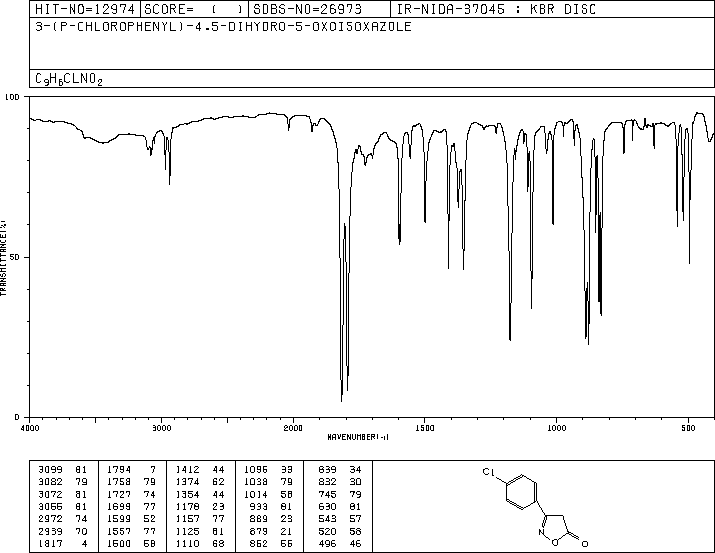 HIT-NO=12974 SCORE= ( ) SDBS-NO=26973 IR-NIDA-37045 : KBR DISC
3-(P-CHLOROPHENYL)-4,5-DIHYDRO-5-OXOISOXAZOLE
C9H6CLNO2
100
50
0
TRANSMITTANCE(%)
4000 3000 2000 1500 1000 500
WAVENUMBER(-1)
3099 81 1794 7 1412 44 1096 33 839 34
3082 79 1758 79 1374 62 1038 79 832 30
3072 81 1727 74 1354 44 1014 58 745 79
3055 81 1699 77 1178 23 933 81 630 81
2972 74 1599 52 1157 77 889 23 543 57
2939 70 1557 77 1125 81 879 21 520 58
1817 4 1500 58 1110 68 852 55 496 46
Cl
N
O
O